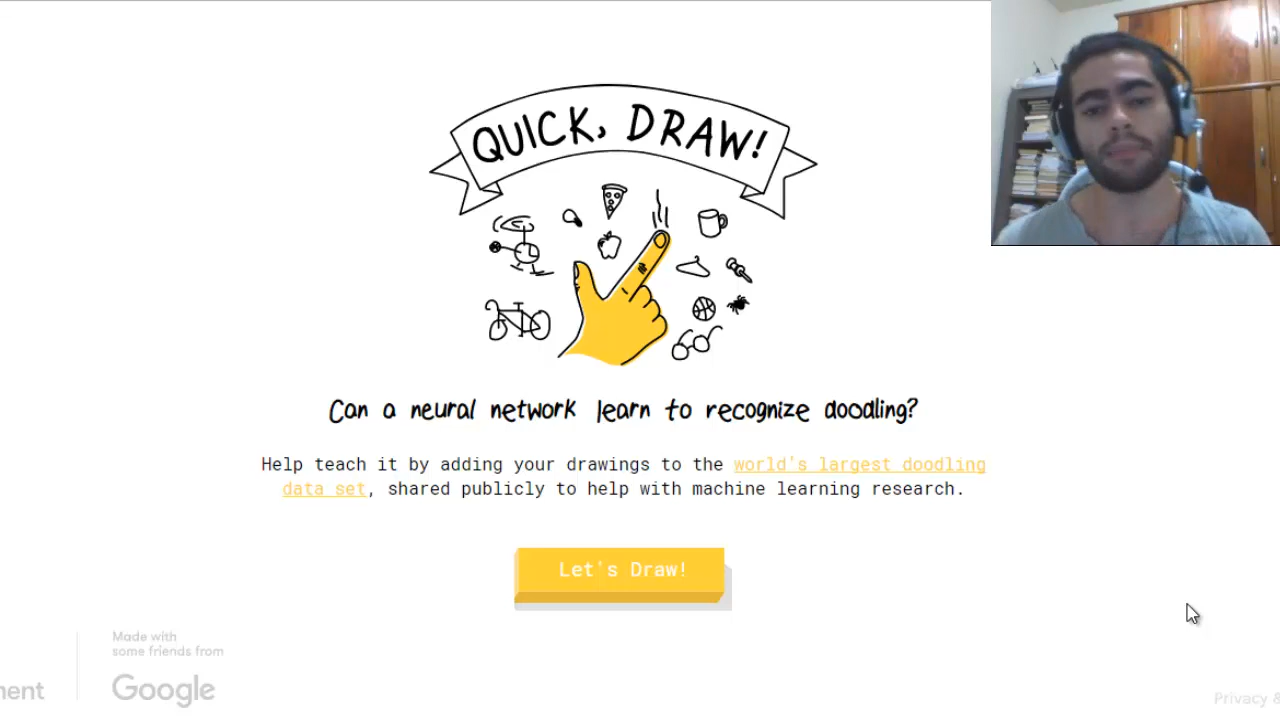 QUICK, DRAW!
Can a neural network learn to recognize doodling?
Help teach it by adding your drawings to the world's largest doodling
data set, shared publicly to help with machine learning research.
Let's Draw!
Made with
some friends from
ment
Google
Privacy &